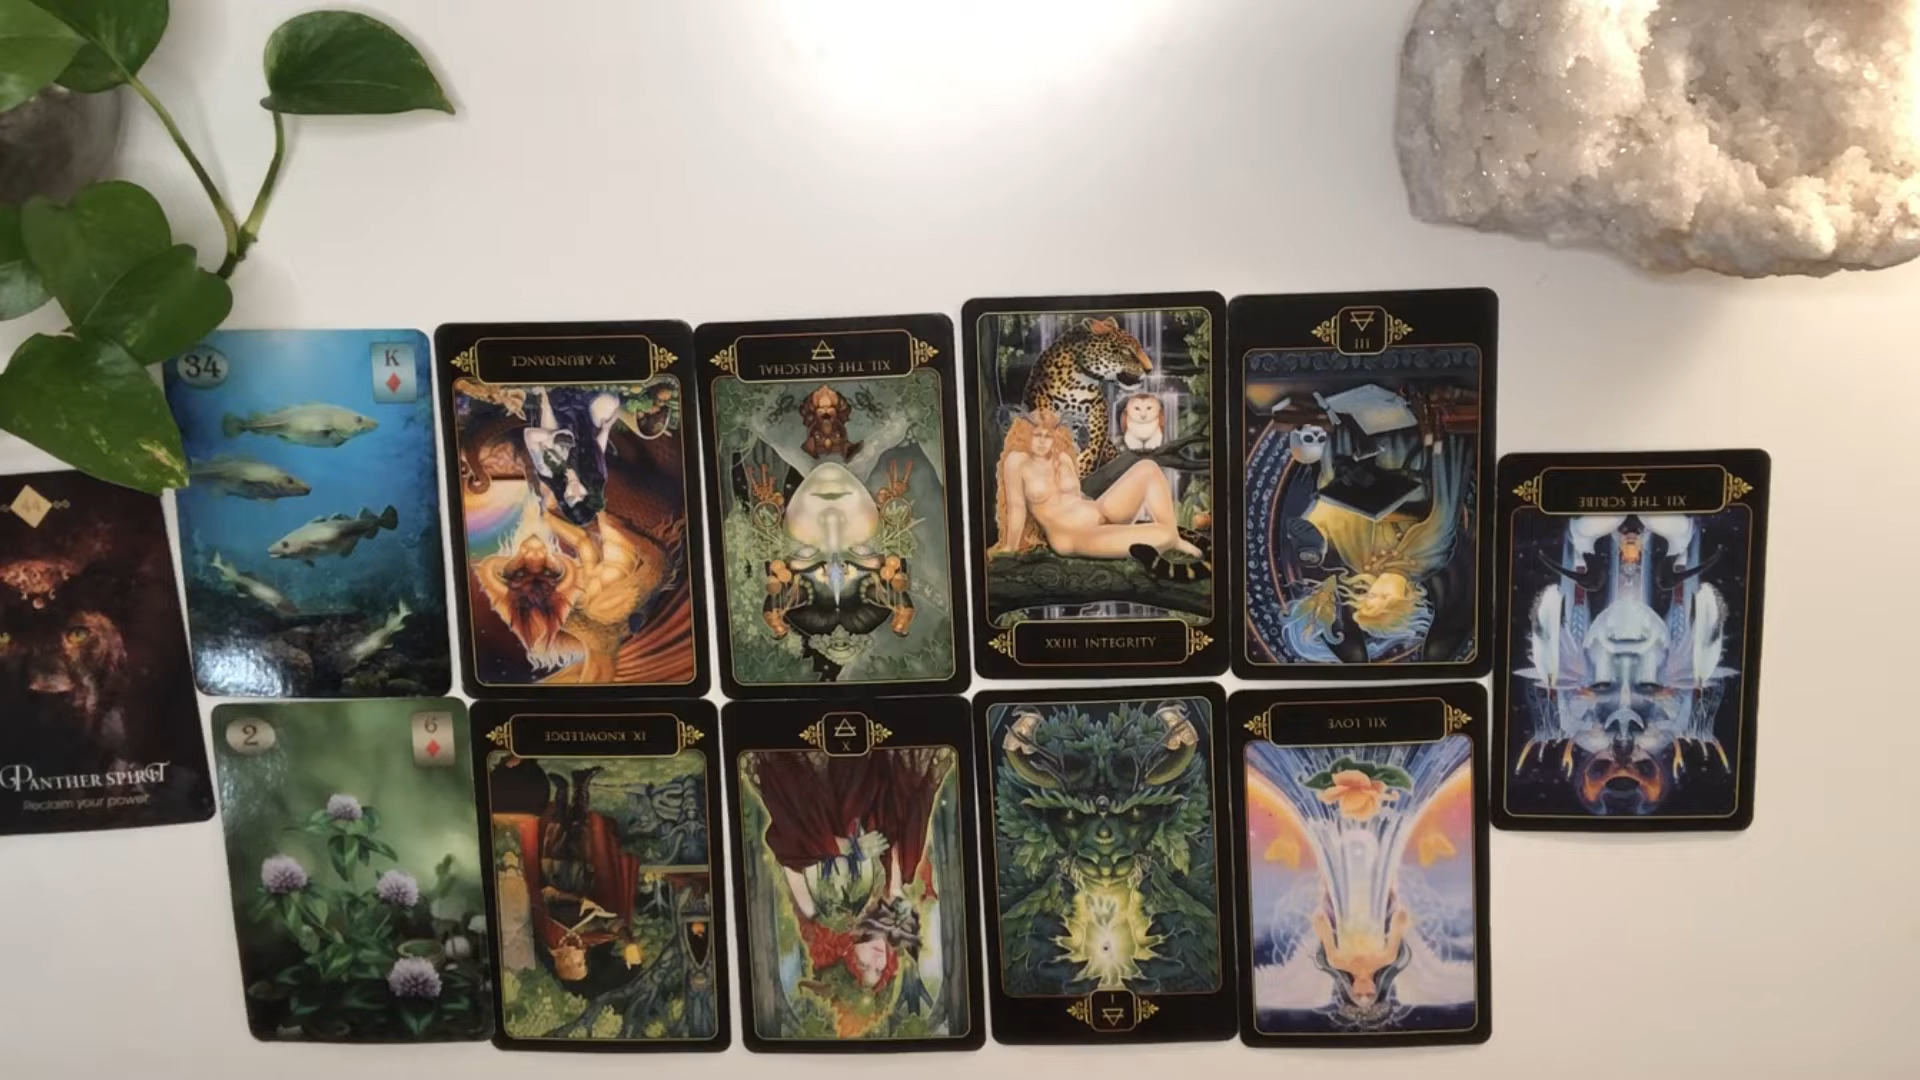 34
K
XV. ABUNDANCE
XII. THE SENESCHAL
XXIII. INTEGRITY
III
XII. THE SCRIBE
44
PANTHER SPIRIT
Reclaim your power
2
6
IX. KNOWLEDGE
X
I
XII. LOVE